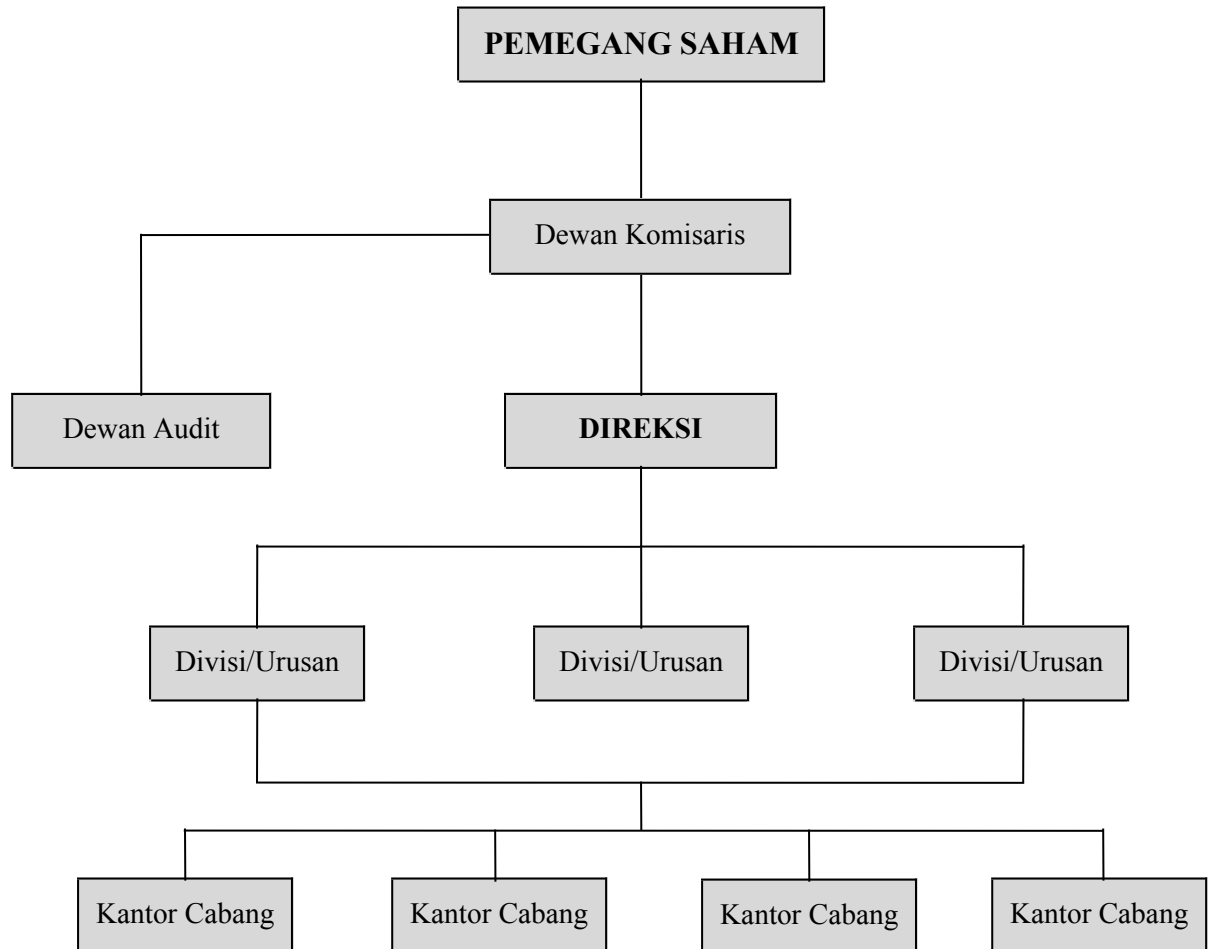 PEMEGANG SAHAM
Dewan Komisaris
Dewan Audit
DIREKSI
Divisi/Urusan
Divisi/Urusan
Divisi/Urusan
Kantor Cabang
Kantor Cabang
Kantor Cabang
Kantor Cabang